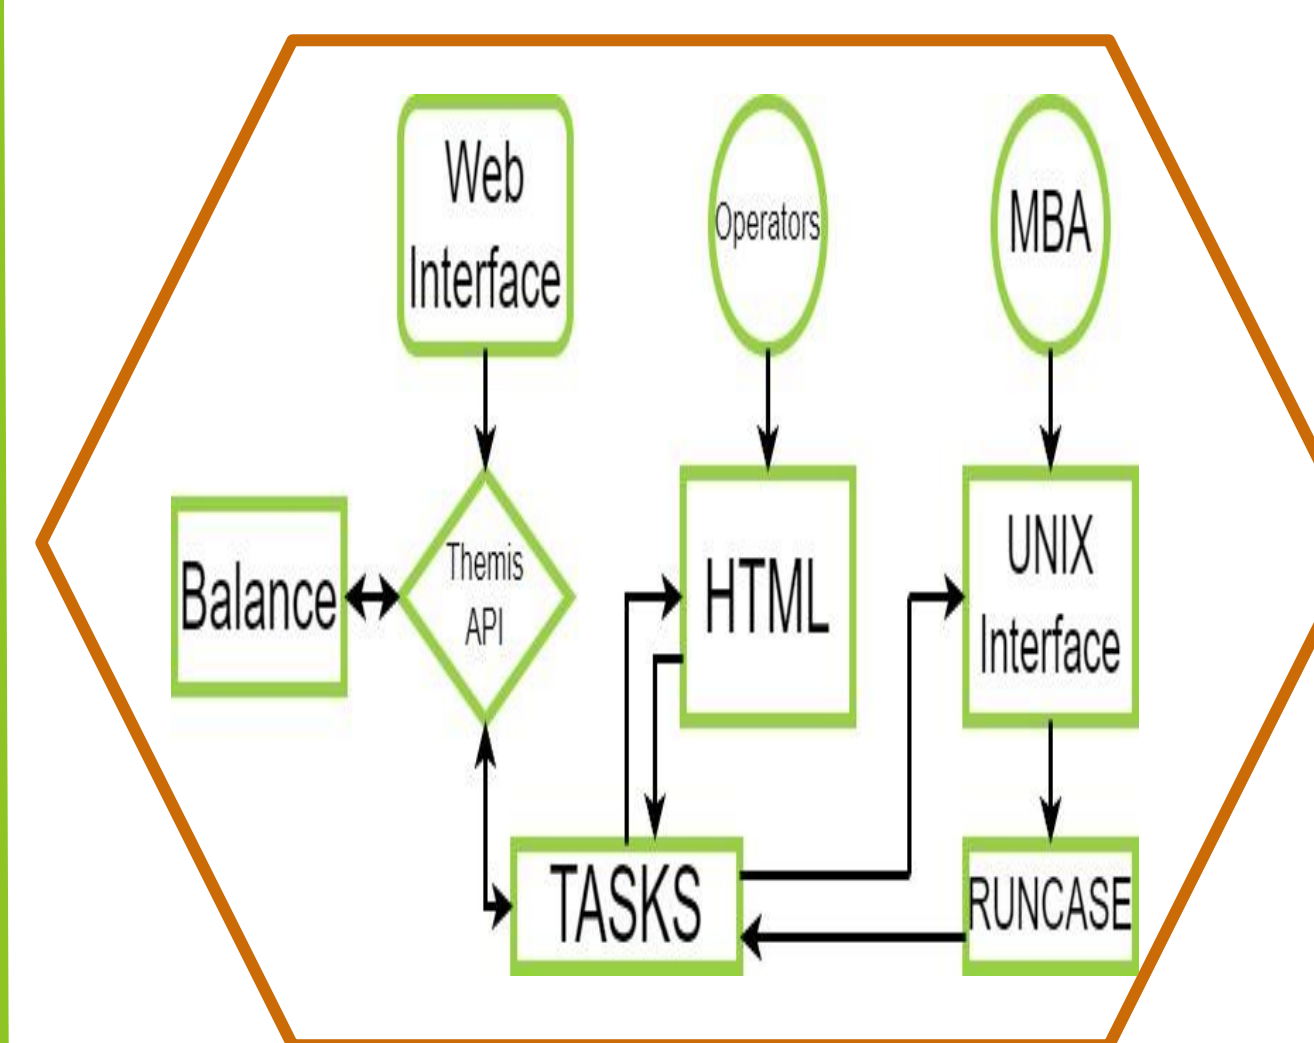 Web
Interface
Operators
MBA
Balance
Themis
API
HTML
UNIX
Interface
TASKS
RUNCASE